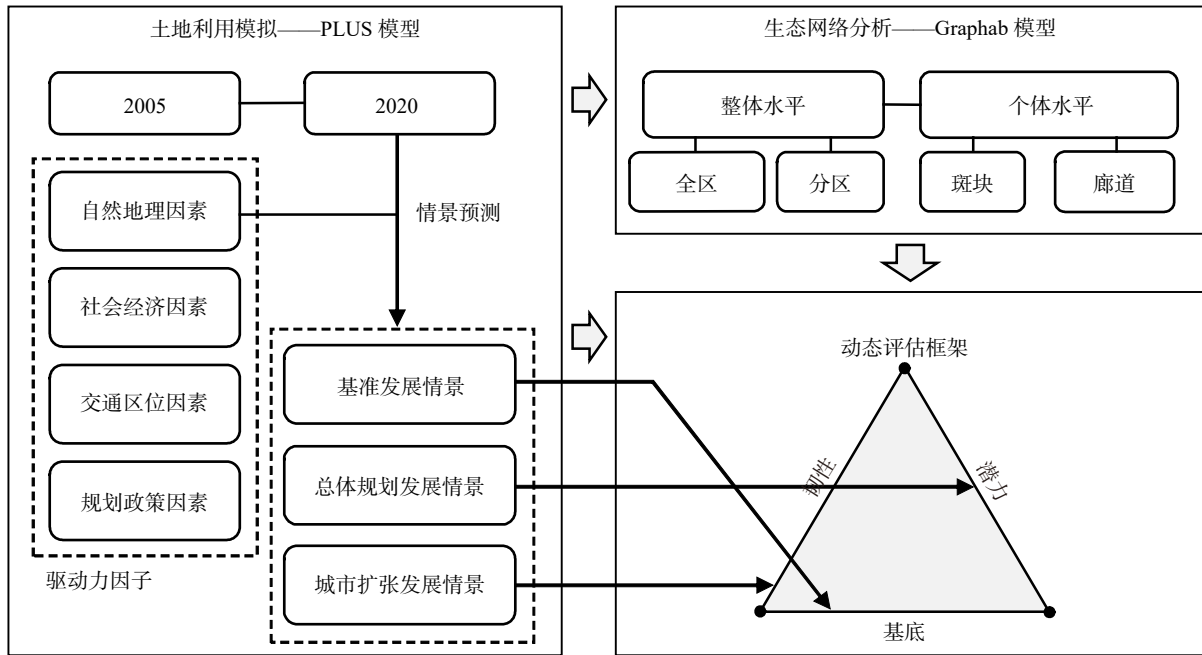 土地利用模拟——PLUS 模型
2005
2020
自然地理因素
社会经济因素
交通区位因素
规划政策因素
驱动力因子
情景预测
基准发展情景
总体规划发展情景
城市扩张发展情景
生态网络分析——Graphab 模型
整体水平
个体水平
全区
分区
斑块
廊道
动态评估框架
韧性
潜力
基底